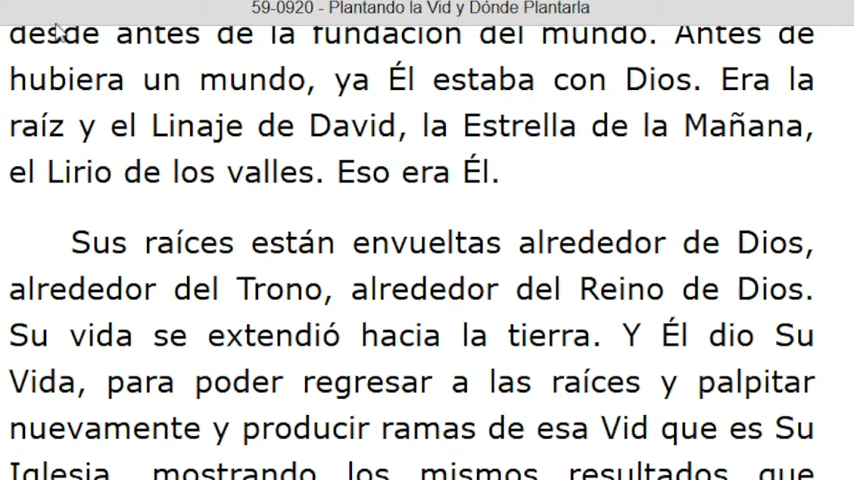 59-0920 - Plantando la Vid y Dónde Plantarla
desde antes de la fundación del mundo. Antes de
hubiera un mundo, ya Él estaba con Dios. Era la
raíz y el Linaje de David, la Estrella de la Mañana,
el Lirio de los valles. Eso era Él.
Sus raíces están envueltas alrededor de Dios,
alrededor del Trono, alrededor del Reino de Dios.
Su vida se extendió hacia la tierra. Y Él dio Su
Vida, para poder regresar a las raíces y palpitar
nuevamente y producir ramas de esa Vid que es Su
Iglesia, mostrando los mismos resultados que